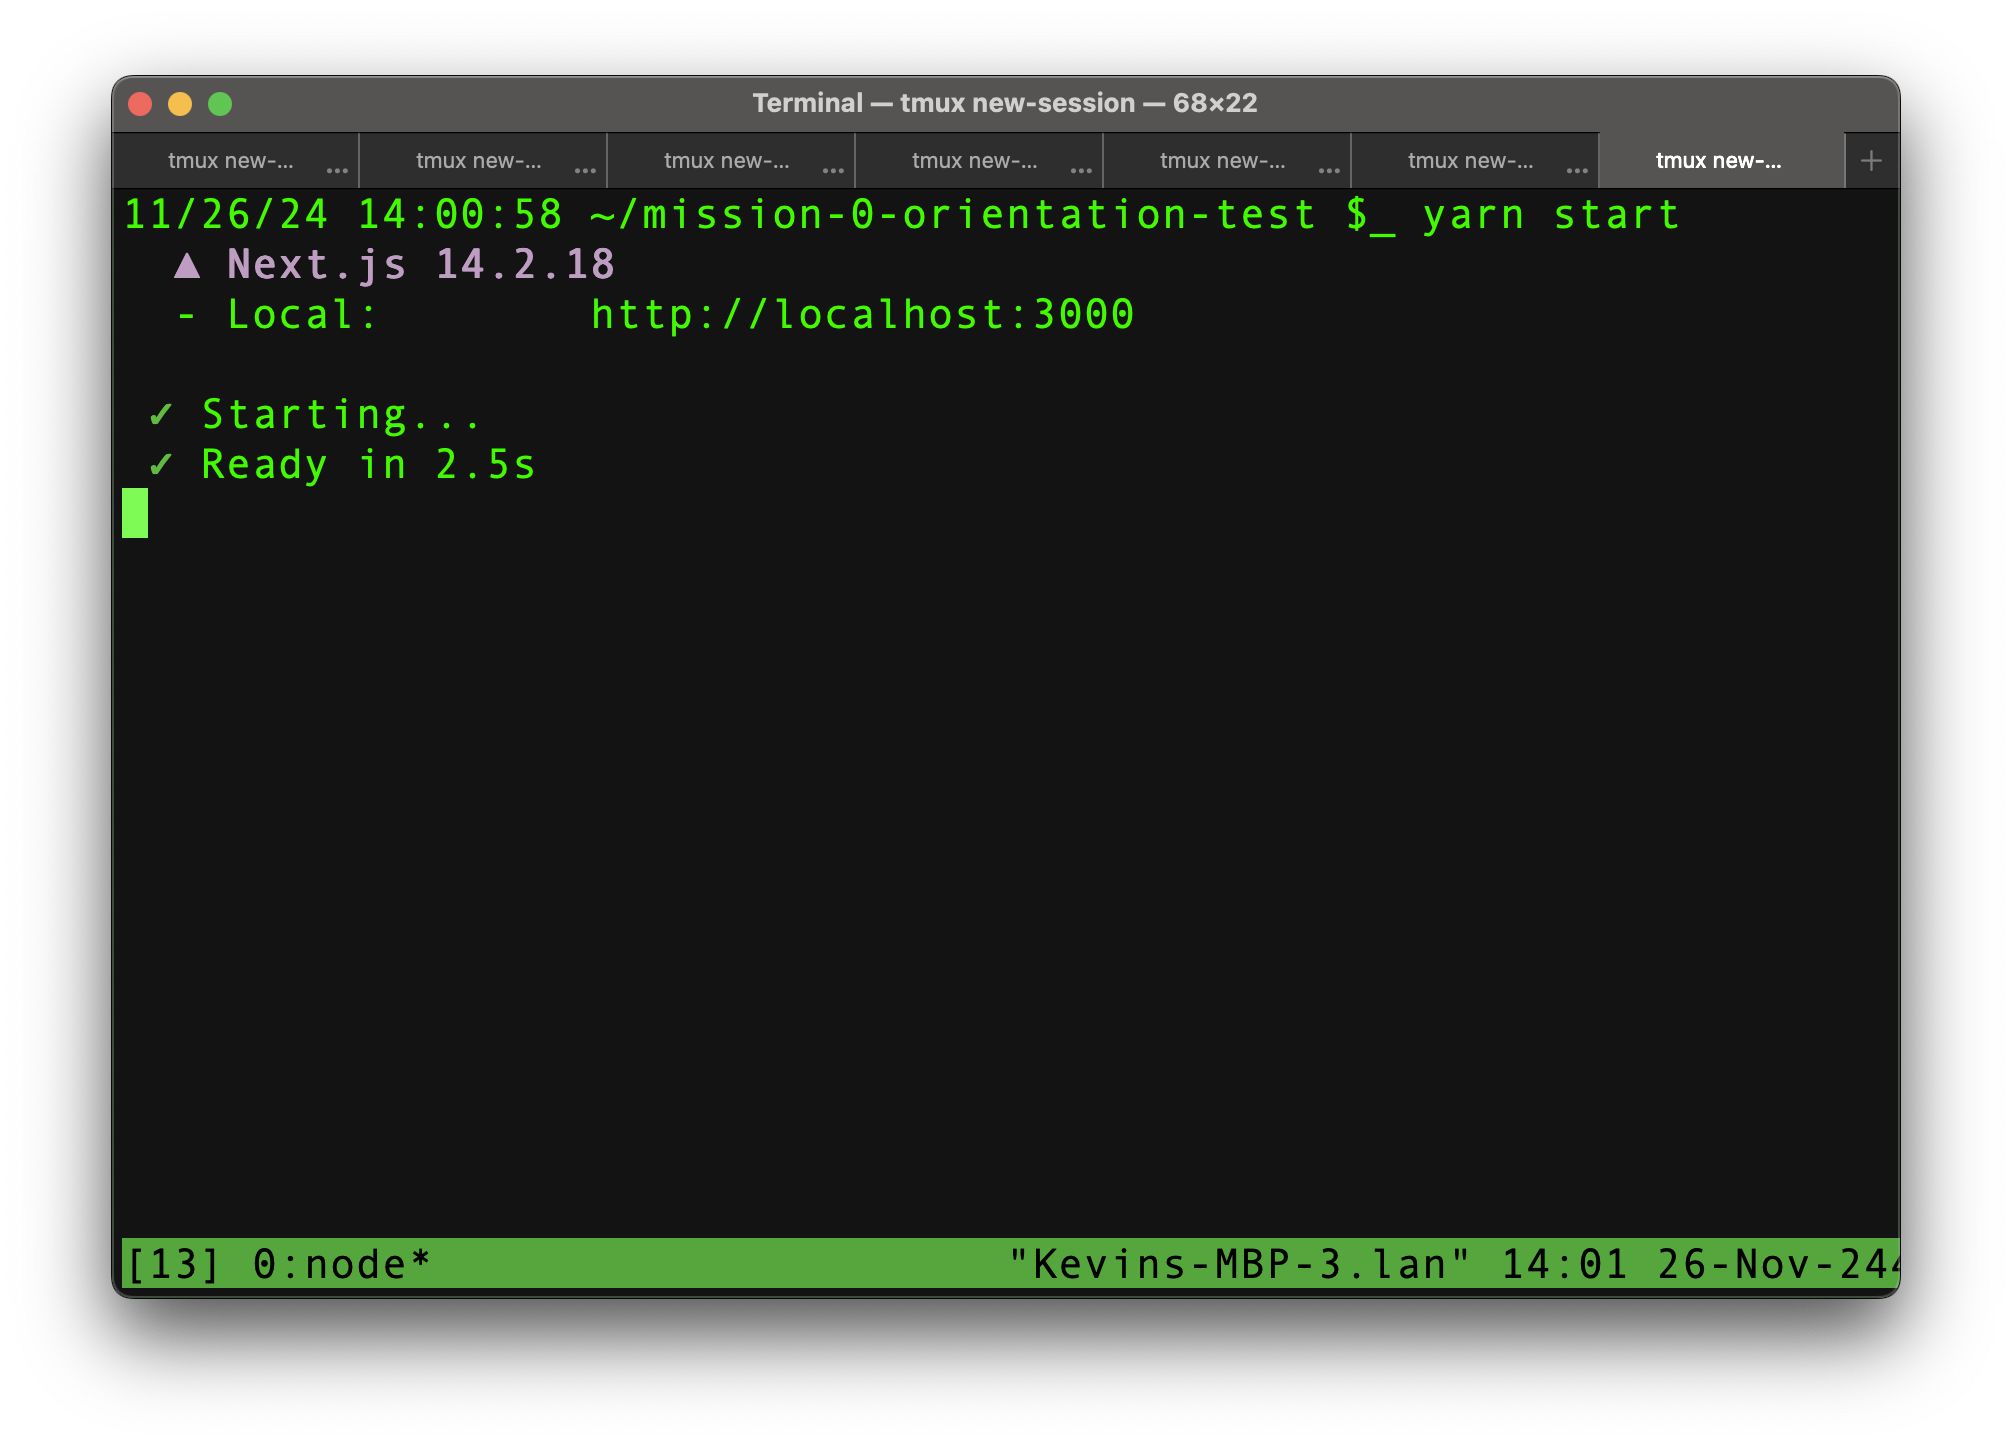 Terminal — tmux new-session — 68×22
tmux new-... ... tmux new-... ... tmux new-... ... tmux new-... ... tmux new-... ... tmux new-... ... tmux new-... +
11/26/24 14:00:58 ~/mission-0-orientation-test $_ yarn start
▲ Next.js 14.2.18
- Local: http://localhost:3000
✓ Starting...
✓ Ready in 2.5s
[13] 0:node* "Kevins-MBP-3.lan" 14:01 26-Nov-24